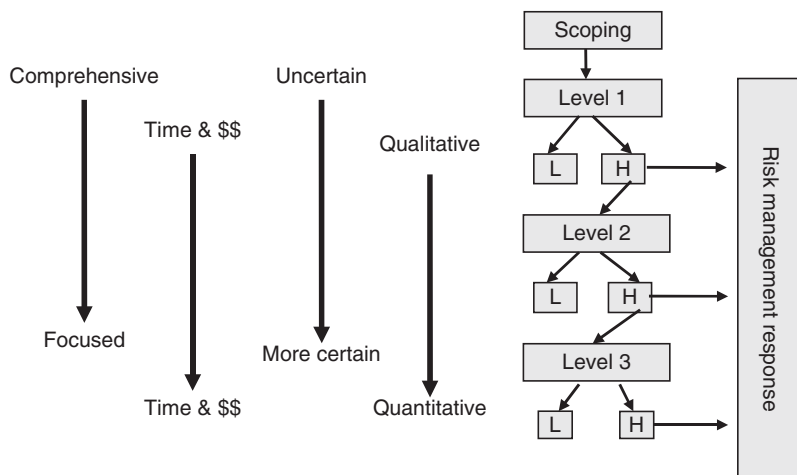 Scoping
Comprehensive
Uncertain
Level 1
Time & $$
Qualitative
L
H
Risk management response
Level 2
L
H
Focused
More certain
Level 3
Time & $$
Quantitative
L
H